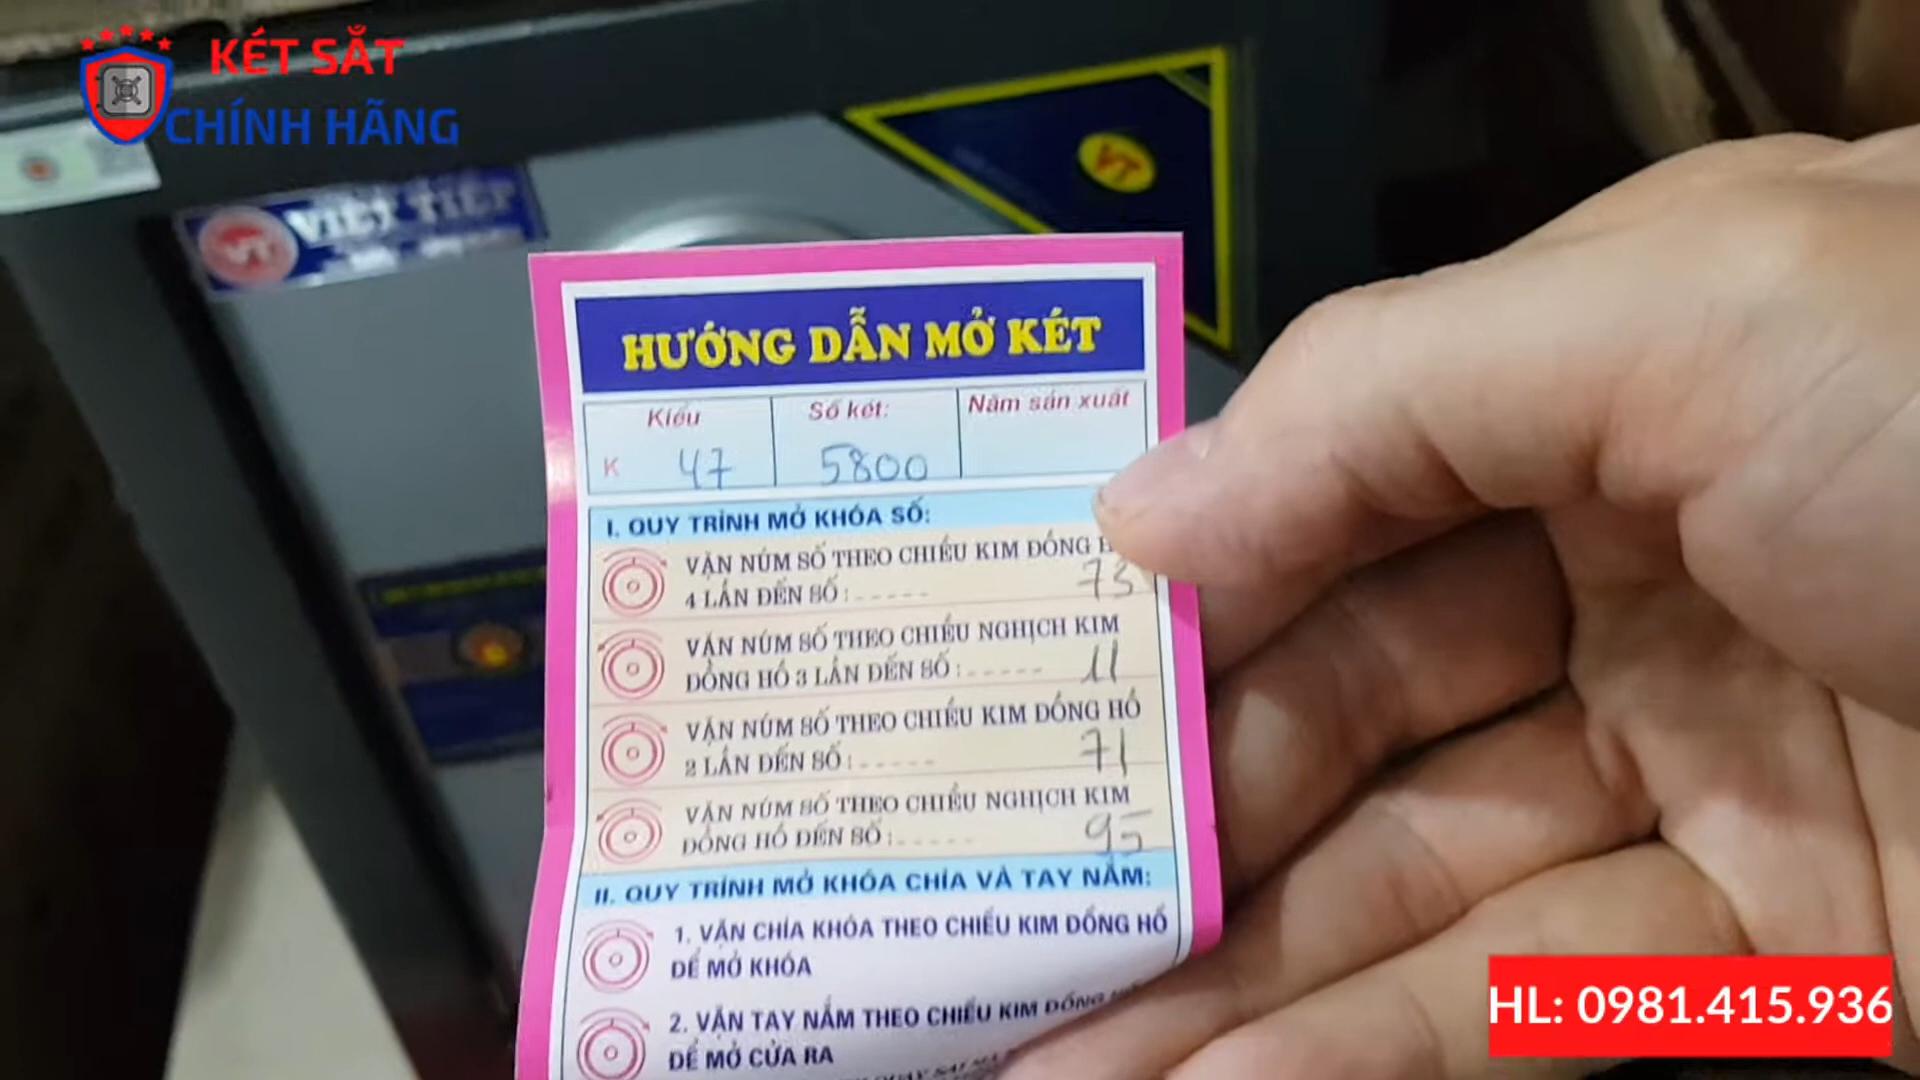 KÉT SẮT
CHÍNH HÃNG
VIỆT TIỆP
VT
VT
HƯỚNG DẪN MỞ KÉT
Kiểu
Số két:
Năm sản xuất
K 47
5800
I. QUY TRÌNH MỞ KHÓA SỐ:
VẶN NÚM SỐ THEO CHIỀU KIM ĐỒNG
4 LẦN ĐẾN SỐ : - - - - - 73
VẶN NÚM SỐ THEO CHIỀU NGHỊCH KIM
ĐỒNG HỒ 3 LẦN ĐẾN SỐ : - - - - - 11
VẶN NÚM SỐ THEO CHIỀU KIM ĐỒNG HỒ
2 LẦN ĐẾN SỐ : - - - - - 71
VẶN NÚM SỐ THEO CHIỀU NGHỊCH KIM
ĐỒNG HỒ ĐẾN SỐ : - - - - - 95
II. QUY TRÌNH MỞ KHÓA CHÌA VÀ TAY NẮM:
1. VẶN CHÌA KHÓA THEO CHIỀU KIM ĐỒNG HỒ
ĐỂ MỞ KHÓA
2. VẶN TAY NẮM THEO CHIỀU KIM ĐỒNG
ĐỂ MỞ CỬA RA
HL: 0981.415.936